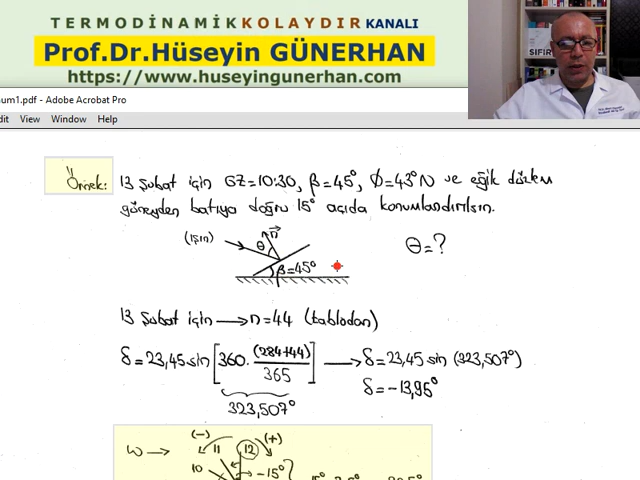 TERMODİNAMİKKOLAYDIR KANALI
Prof.Dr.Hüseyin GÜNERHAN
https://www.huseyingunerhan.com
SIFIR
num1.pdf - Adobe Acrobat Pro
dit View Window Help
Örnek: 13 Şubat için GZ=10:30, β=45°, Φ=43°N ve eğik düzlem
güneyden batıya doğru 15° açıda konumlandırılsın.
(ışın) θ n⃗ β=45° θ=?
13 Şubat için → n=44 (tablodan)
δ=23,45 sin[360.(284+44)/365] → δ=23,45 sin (323,507°)
323,507° δ=-13,95°
(-) (+)
W → 10 11 12 -15°